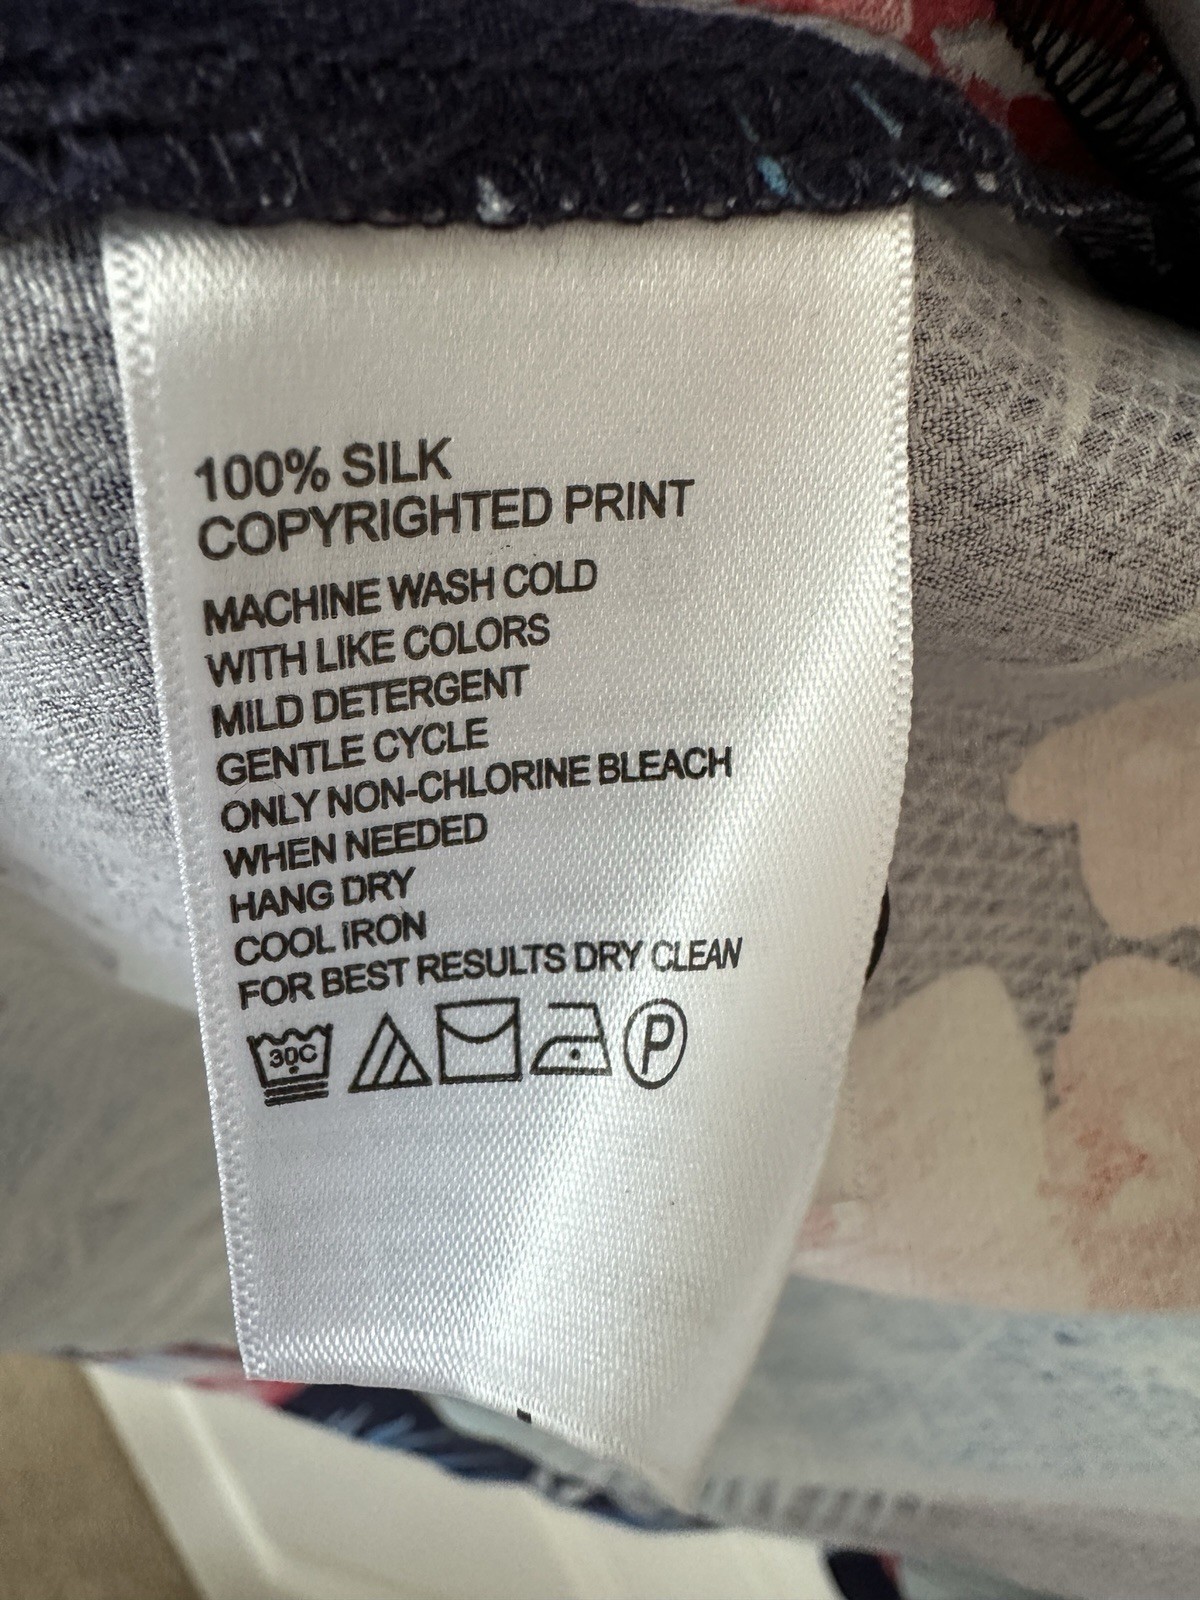 100% SILK
COPYRIGHTED PRINT
MACHINE WASH COLD
WITH LIKE COLORS
MILD DETERGENT
GENTLE CYCLE
ONLY NON-CHLORINE BLEACH
WHEN NEEDED
HANG DRY
COOL IRON
FOR BEST RESULTS DRY CLEAN
30C P